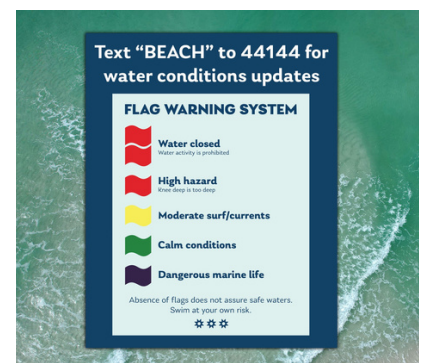 Text “BEACH” to 44144 for
water conditions updates
FLAG WARNING SYSTEM
Water closed
Water activity is prohibited
High hazard
Knee deep is too deep
Moderate surf/currents
Calm conditions
Dangerous marine life
Absence of flags does not assure safe waters.
Swim at your own risk.